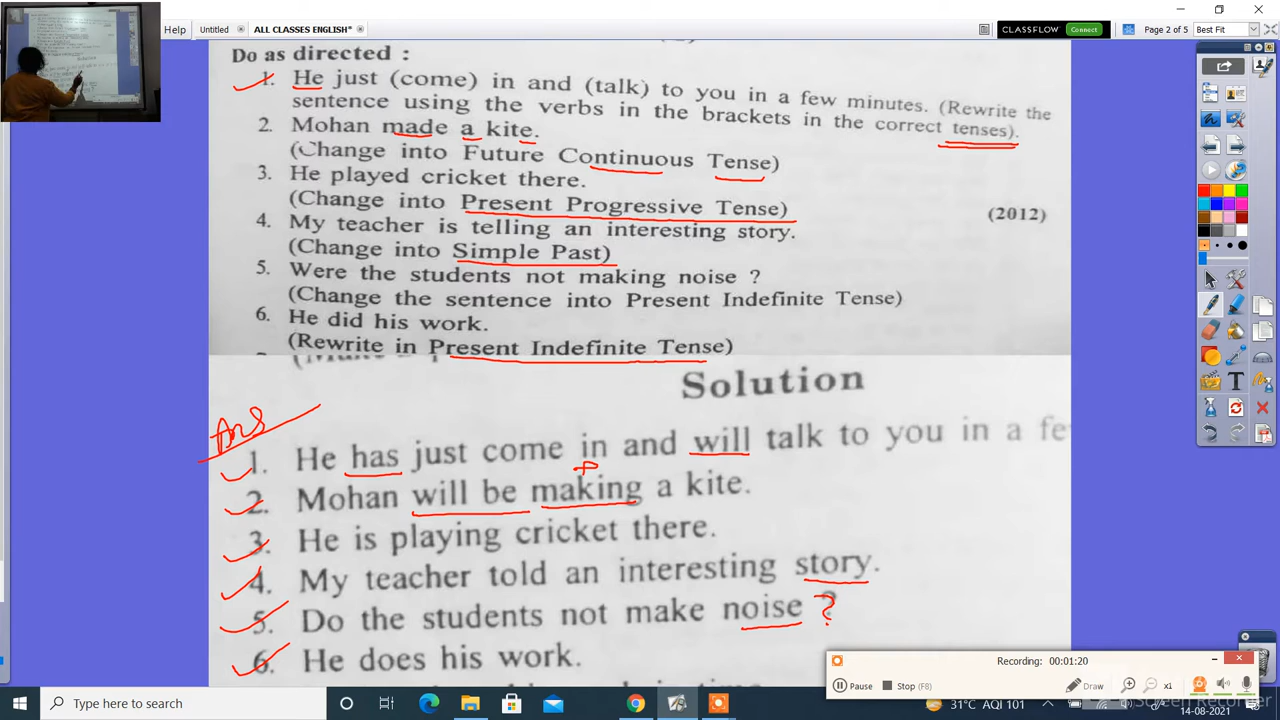 Help
Untitled
ALL CLASSES ENGLISH*
CLASSFLOW
Page 2 of 5
Best Fit
Do as directed :
1. He just (come) in and (talk) to you in a few minutes. (Rewrite the
sentence using the verbs in the brackets in the correct tenses).
2. Mohan made a kite.
(Change into Future Continuous Tense)
3. He played cricket there.
(Change into Present Progressive Tense)
(2012)
4. My teacher is telling an interesting story.
(Change into Simple Past)
5. Were the students not making noise ?
(Change the sentence into Present Indefinite Tense)
6. He did his work.
(Rewrite in Present Indefinite Tense)
Solution
Ans
1. He has just come in and will talk to you in a
2. Mohan will be making a kite.
3. He is playing cricket there.
4. My teacher told an interesting story.
5. Do the students not make noise ?
6. He does his work.
Recording: 00:01:20
Pause
Stop (F8)
Draw
x1
Type here to search
31°C AQI 101
14-08-2021
Screen Recorder